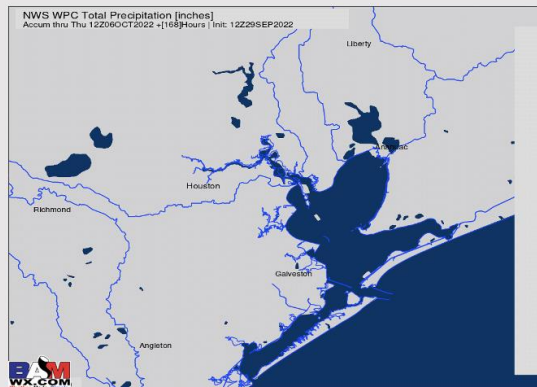 NWS WPC Total Precipitation [inches]
Accum thru Thu 12Z06OCT2022 +[168]Hours | Init: 12Z29SEP2022
Liberty
Anahuac
Houston
Richmond
Galveston
Angleton
BAM
WX.COM